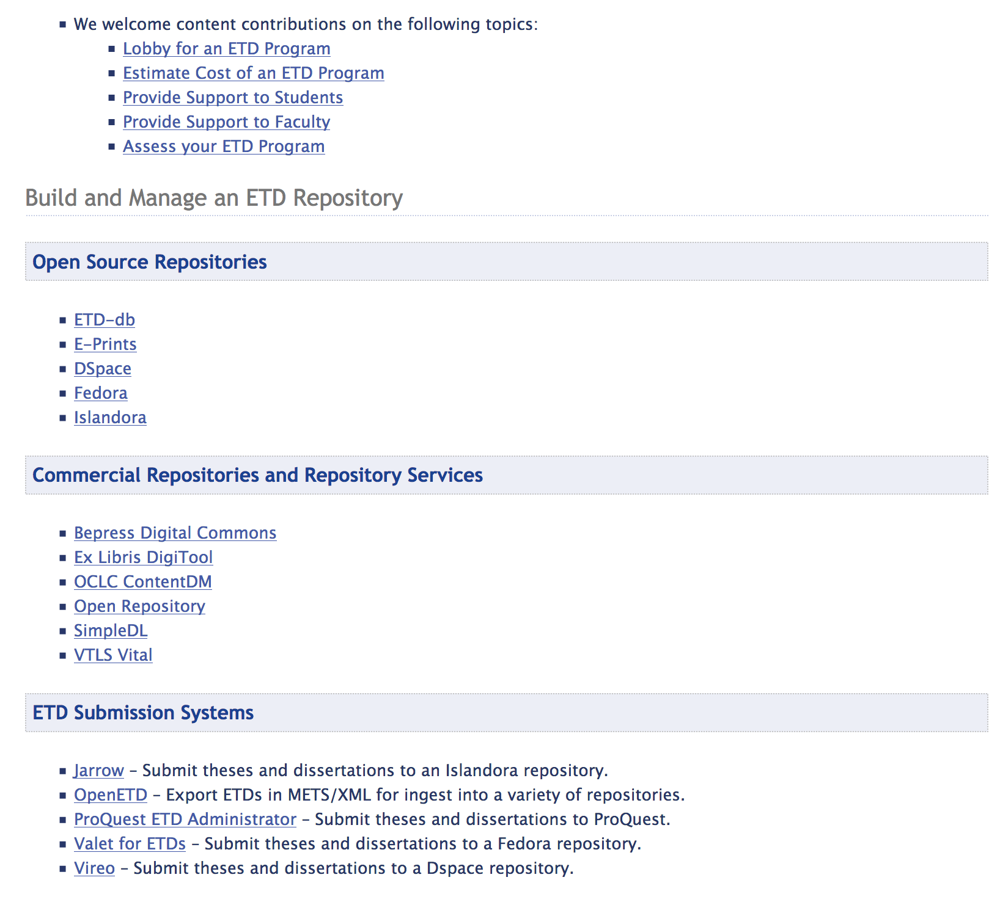 We welcome content contributions on the following topics:
Lobby for an ETD Program
Estimate Cost of an ETD Program
Provide Support to Students
Provide Support to Faculty
Assess your ETD Program
Build and Manage an ETD Repository
Open Source Repositories
ETD-db
E-Prints
DSpace
Fedora
Islandora
Commercial Repositories and Repository Services
Bepress Digital Commons
Ex Libris DigiTool
OCLC ContentDM
Open Repository
SimpleDL
VTLS Vital
ETD Submission Systems
Jarrow – Submit theses and dissertations to an Islandora repository.
OpenETD – Export ETDs in METS/XML for ingest into a variety of repositories.
ProQuest ETD Administrator – Submit theses and dissertations to ProQuest.
Valet for ETDs – Submit theses and dissertations to a Fedora repository.
Vireo – Submit theses and dissertations to a Dspace repository.